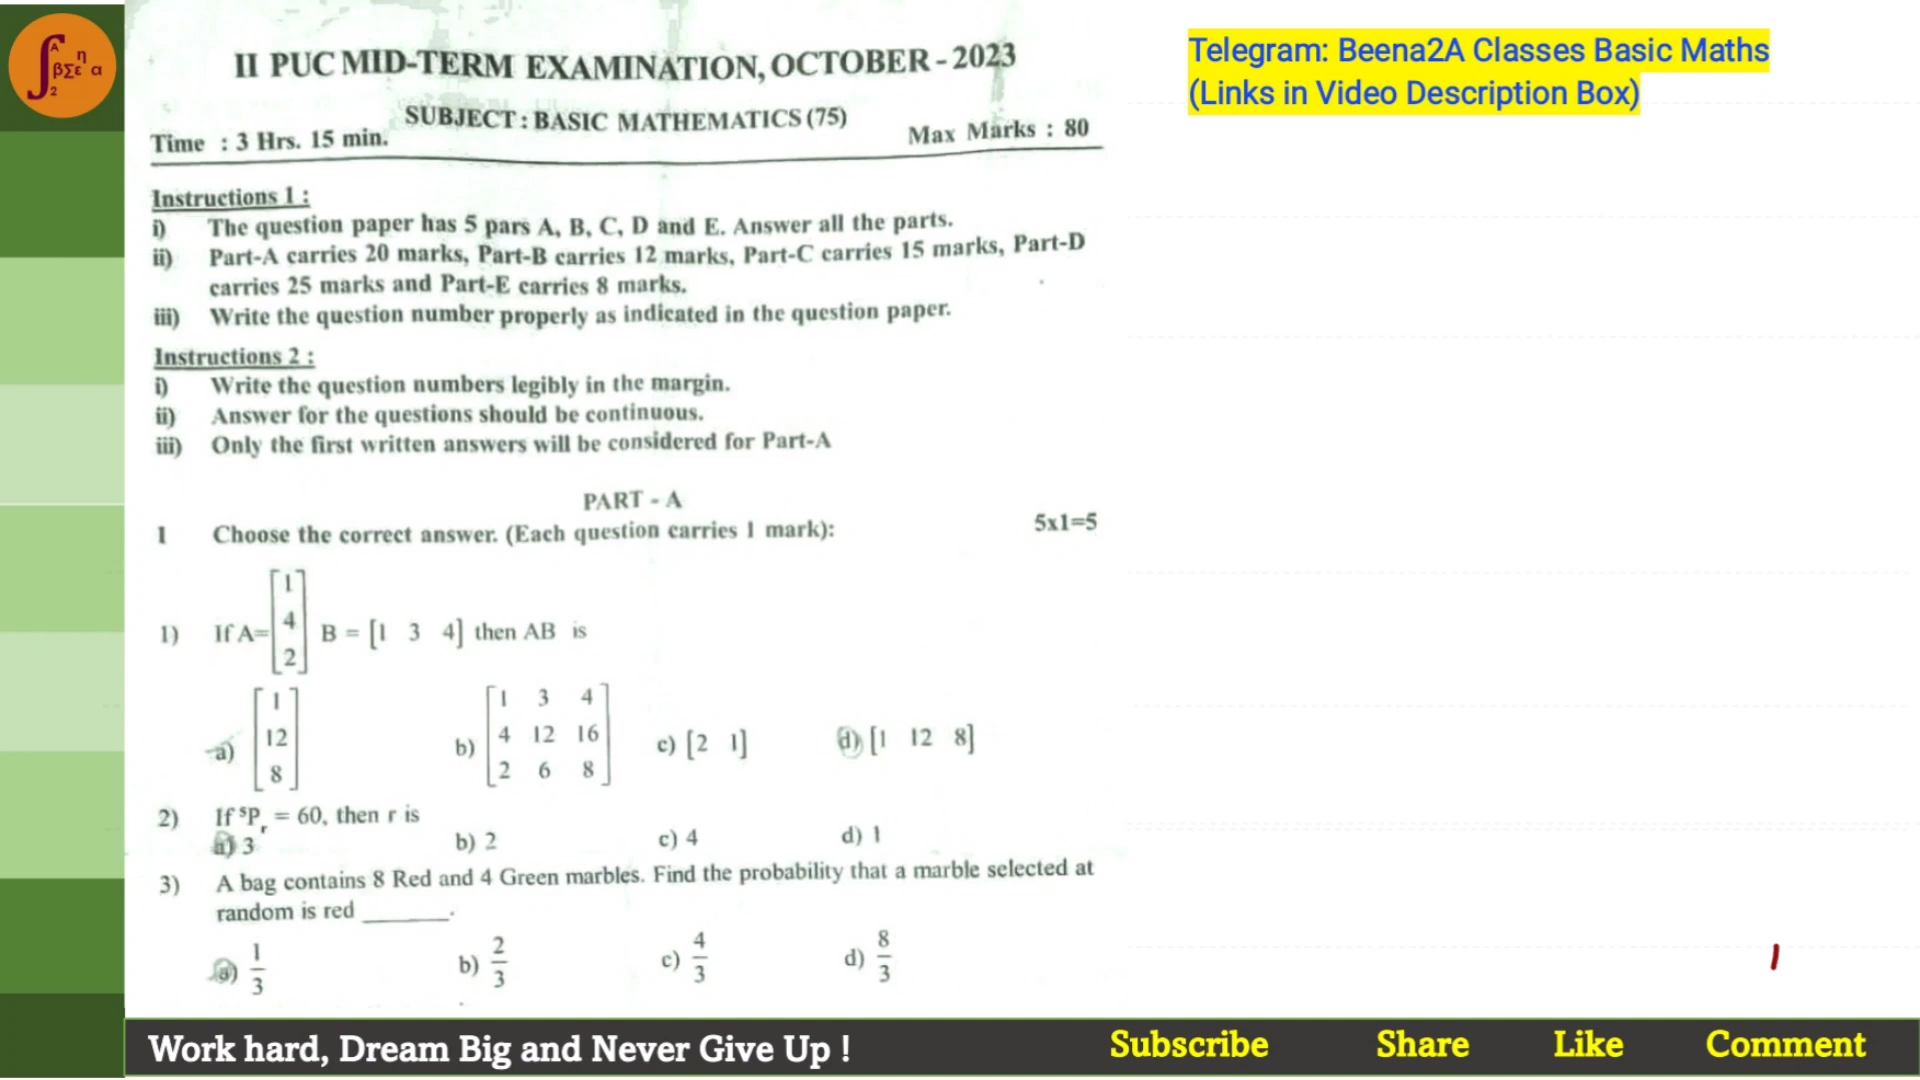 A
η
βΣε α
2
II PUC MID-TERM EXAMINATION, OCTOBER - 2023
SUBJECT : BASIC MATHEMATICS (75)
Time : 3 Hrs. 15 min.
Max Marks : 80
Telegram: Beena2A Classes Basic Maths
(Links in Video Description Box)
Instructions 1 :
i) The question paper has 5 pars A, B, C, D and E. Answer all the parts.
ii) Part-A carries 20 marks, Part-B carries 12 marks, Part-C carries 15 marks, Part-D
carries 25 marks and Part-E carries 8 marks.
iii) Write the question number properly as indicated in the question paper.
Instructions 2 :
i) Write the question numbers legibly in the margin.
ii) Answer for the questions should be continuous.
iii) Only the first written answers will be considered for Part-A
PART - A
1 Choose the correct answer. (Each question carries 1 mark): 5x1=5
1) If A= [1 4 2] B = [1 3 4] then AB is
a) [1 12 8] b) [1 3 4 4 12 16 2 6 8] c) [2 1] d) [1 12 8]
2) If ⁵Pᵣ = 60, then r is
a) 3 b) 2 c) 4 d) 1
3) A bag contains 8 Red and 4 Green marbles. Find the probability that a marble selected at
random is red ________.
a) 1/3 b) 2/3 c) 4/3 d) 8/3
Work hard, Dream Big and Never Give Up !
Subscribe Share Like Comment